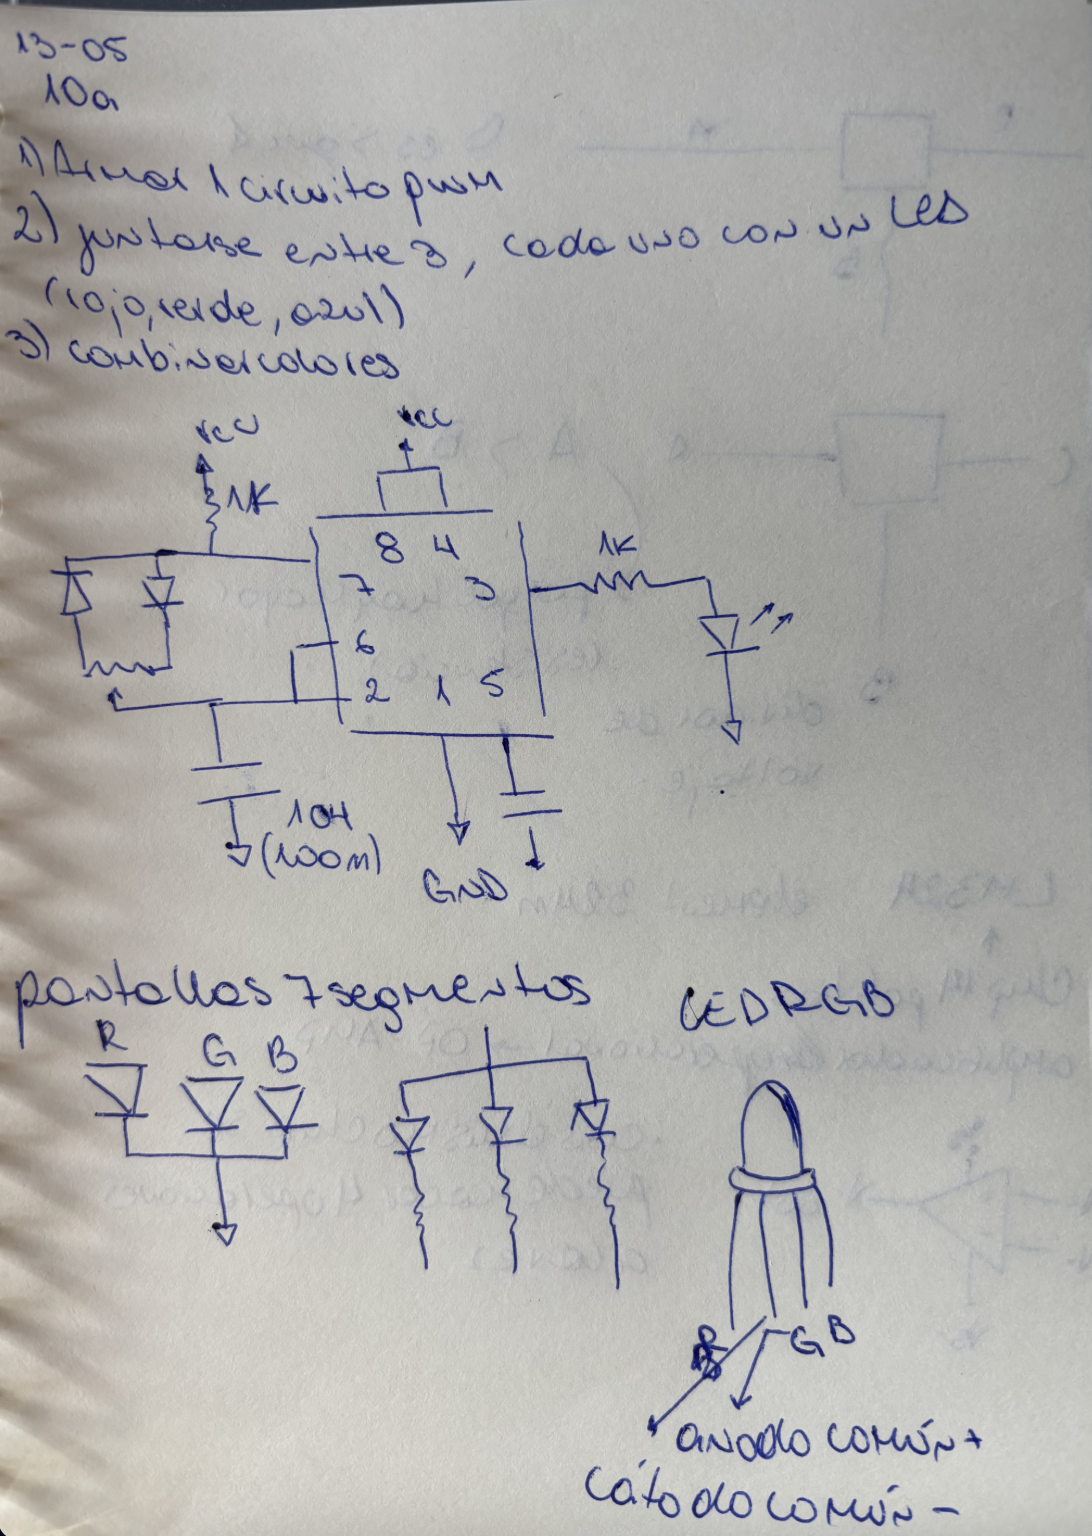 13-05
10a
1) Armar 1 circuito pwm
2) juntarse entre 3, cada uno con un LED
(rojo, verde, azul)
3) combinar colores
vcc
vcc
1K
8 4
7 3
1K
6
2 1 5
104
(100n)
GND
pantallas 7 segmentos
LED RGB
R G B
G B
anodo común +
cátodo común -